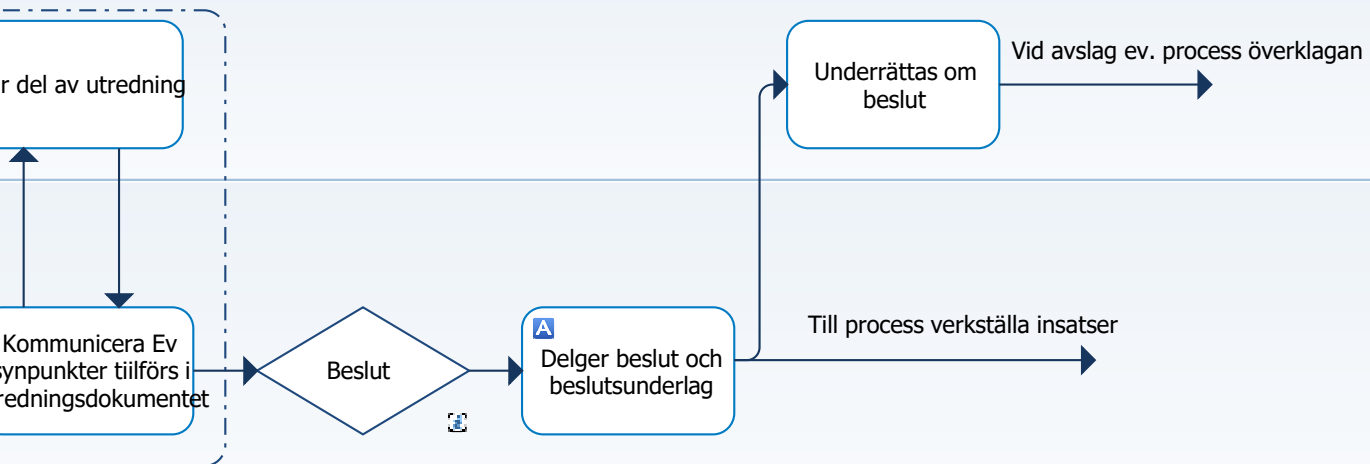 r del av utredning
Underrättas om
beslut
Vid avslag ev. process överklagan
Kommunicera Ev
synpunkter tiilförs i
redningsdokumentet
Beslut
A
Delger beslut och
beslutsunderlag
Till process verkställa insatser